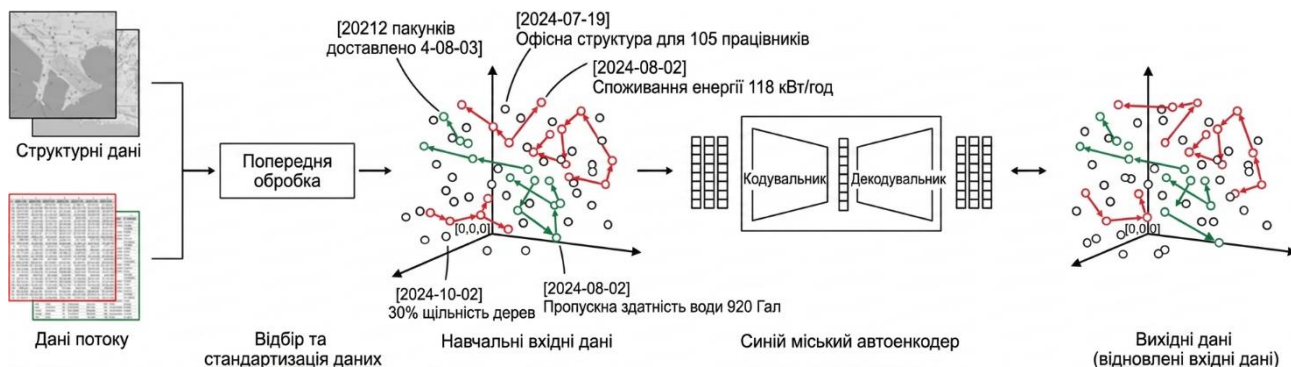 [2024-07-19]
Офісна структура для 105 працівників
[20212 пакунків
доставлено 4-08-03]
[2024-08-02]
Споживання енергії 118 кВт/год
Структурні дані
Попередня
обробка
Кодувальник
Декодувальник
[0,0,0]
[0,0,0]
[2024-10-02]
30% щільність дерев
[2024-08-02]
Пропускна здатність води 920 Гал
Дані потоку
Відбір та
стандартизація даних
Навчальні вхідні дані
Синій міський автоенкодер
Вихідні дані
(відновлені вхідні дані)